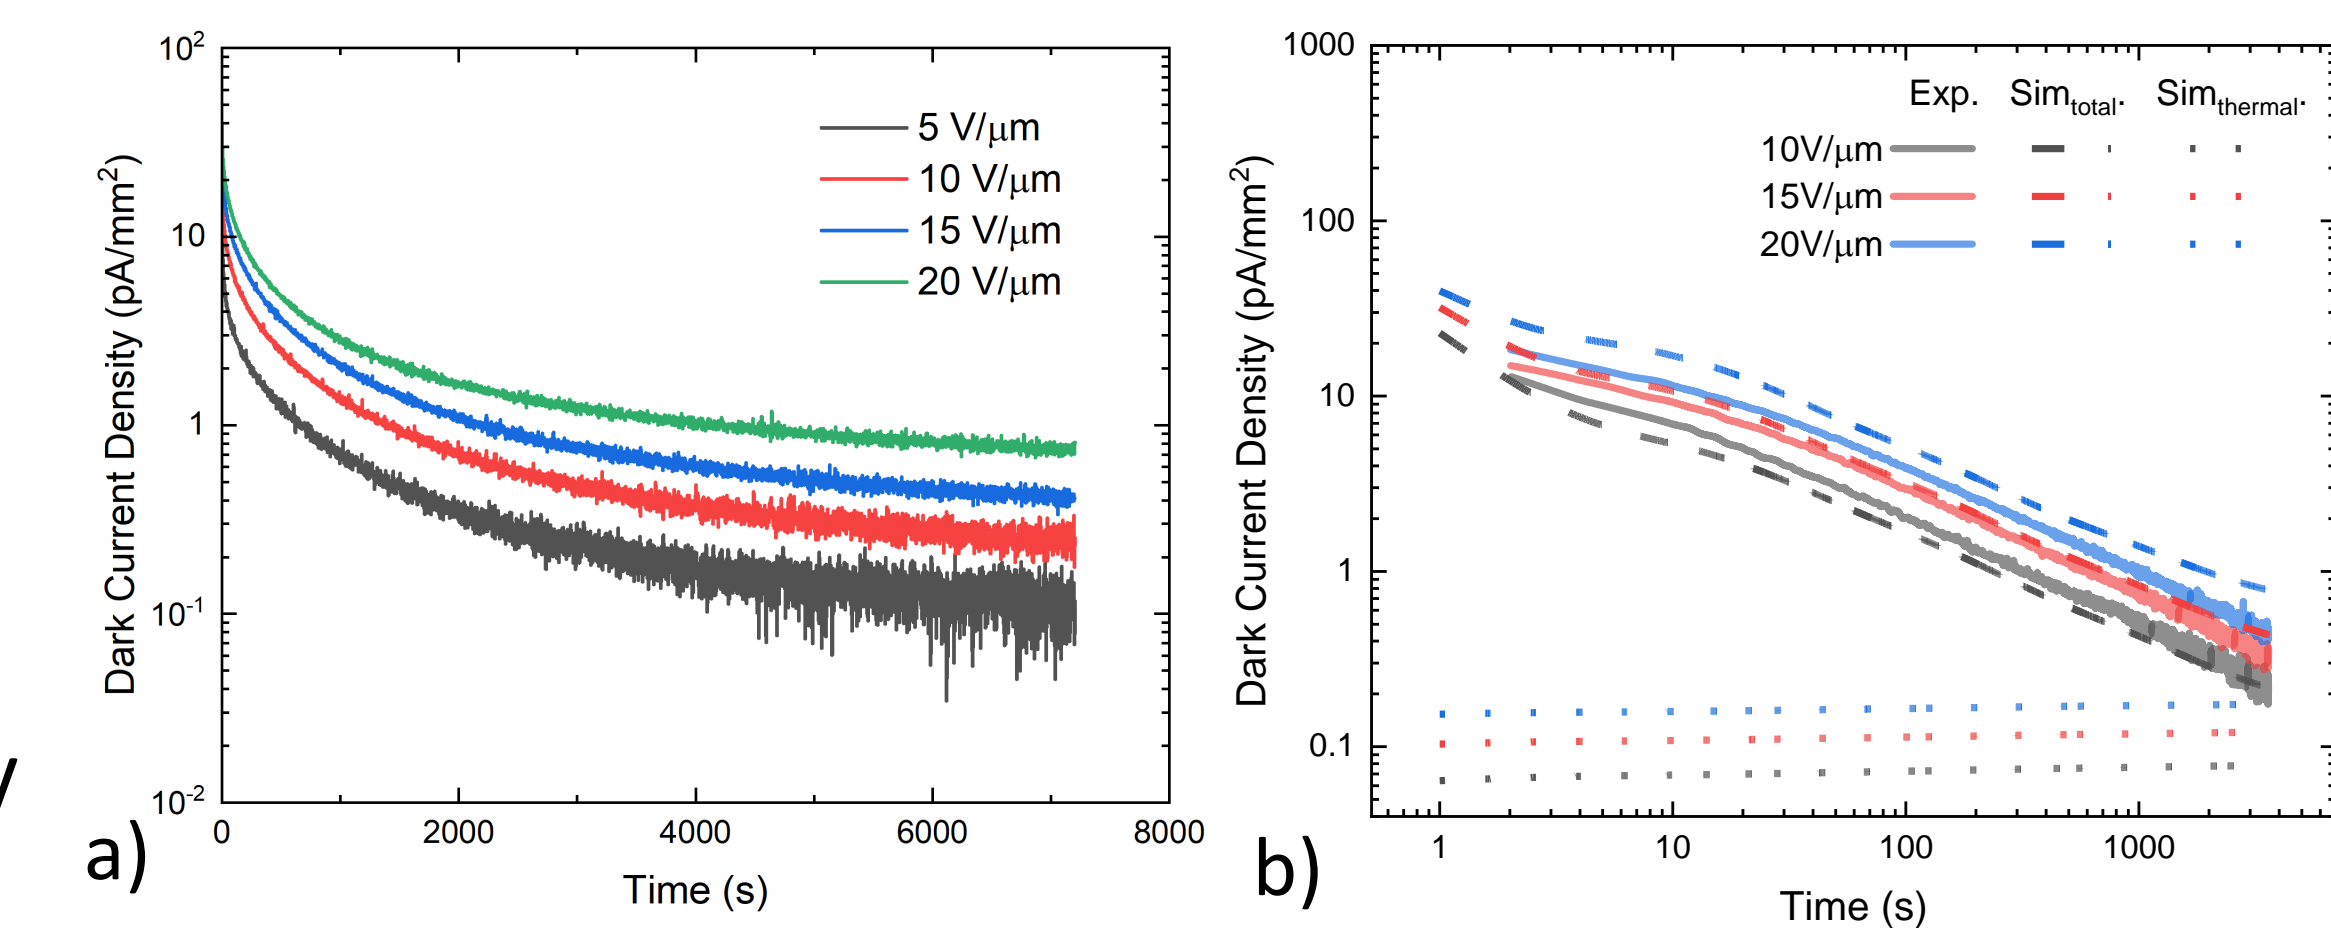 10²
10
1
10⁻¹
10⁻²
0
2000
4000
6000
8000
Dark Current Density (pA/mm²)
Time (s)
5 V/μm
10 V/μm
15 V/μm
20 V/μm
a)
1000
100
10
1
0.1
1
10
100
1000
Dark Current Density (pA/mm²)
Time (s)
Exp. Sim_total. Sim_thermal.
10V/μm
15V/μm
20V/μm
b)